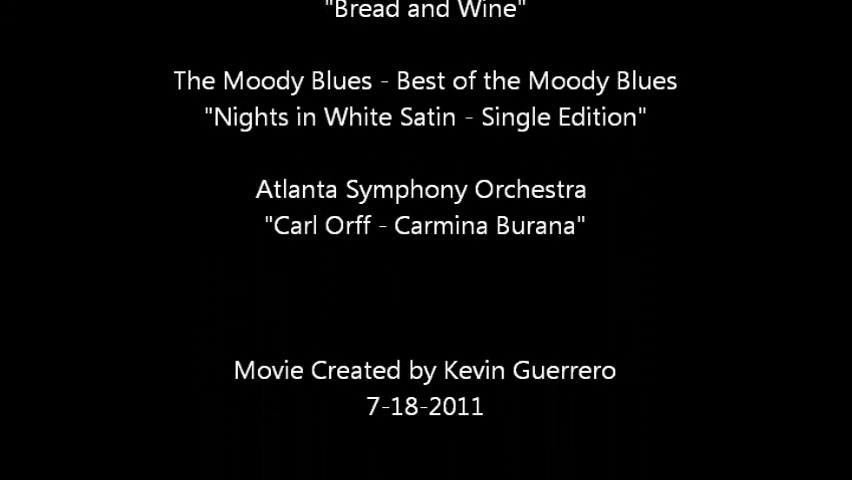 "Bread and Wine"
The Moody Blues - Best of the Moody Blues
"Nights in White Satin - Single Edition"
Atlanta Symphony Orchestra
"Carl Orff - Carmina Burana"
Movie Created by Kevin Guerrero
7-18-2011